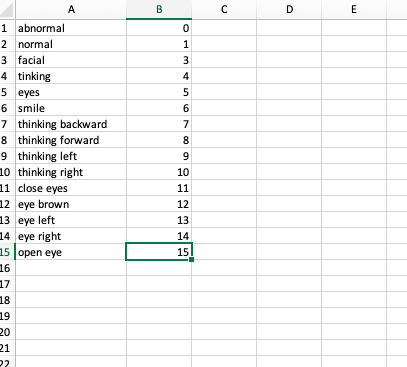 A B C D E
1 abnormal 0
2 normal 1
3 facial 3
4 tinking 4
5 eyes 5
6 smile 6
7 thinking backward 7
8 thinking forward 8
9 thinking left 9
10 thinking right 10
11 close eyes 11
12 eye brown 12
13 eye left 13
14 eye right 14
15 open eye 15
16
17
18
19
20
21
22